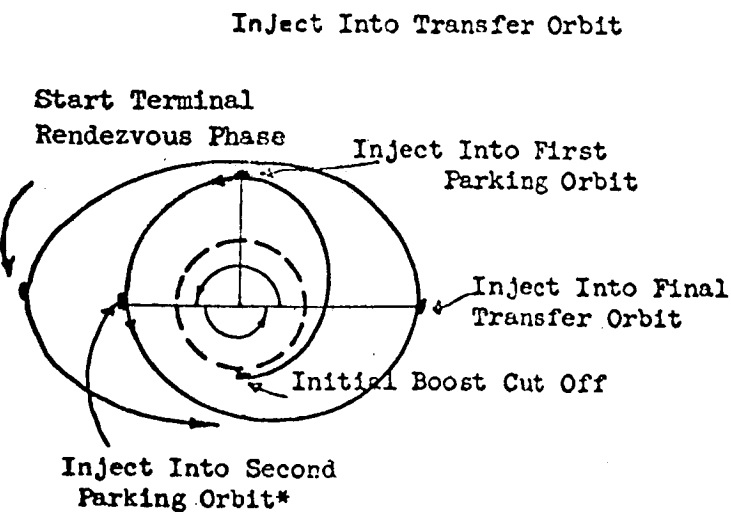 Inject Into Transfer Orbit
Start Terminal
Rendezvous Phase
Inject Into First
Parking Orbit
Inject Into Final
Transfer Orbit
Initial Boost Cut Off
Inject Into Second
Parking Orbit*